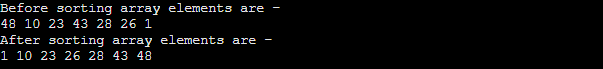 Before sorting array elements are -
48 10 23 43 28 26 1
After sorting array elements are -
1 10 23 26 28 43 48